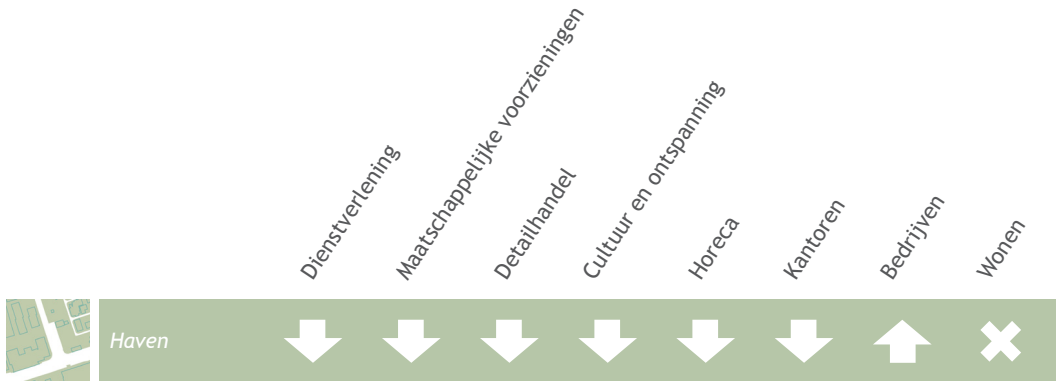 Dienstverlening
Maatschappelijke voorzieningen
Detailhandel
Cultuur en ontspanning
Horeca
Kantoren
Bedrijven
Wonen
Haven